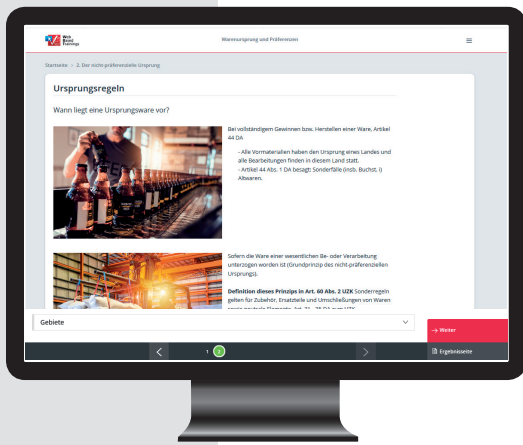 Web
Based
Trainings
Warenursprung und Präferenzen
Startseite > 2. Der nicht-präferenzielle Ursprung
Ursprungsregeln
Wann liegt eine Ursprungsware vor?
Bei vollständigem Gewinnen bzw. Herstellen einer Ware, Artikel
44 DA
- Alle Vormaterialien haben den Ursprung eines Landes und
alle Bearbeitungen finden in diesem Land statt.
- Artikel 44 Abs. 1 DA besagt: Sonderfälle (insb. Buchst. i)
Altwaren.
Sofern die Ware einer wesentlichen Be- oder Verarbeitung
unterzogen worden ist (Grundprinzip des nicht-präferenziellen
Ursprungs).
Definition dieses Prinzips in Art. 60 Abs. 2 UZK Sonderregeln
gelten für Zubehör, Ersatzteile und Umschließungen von Waren
Gebiete
→ Weiter
1 2
Ergebnisseite